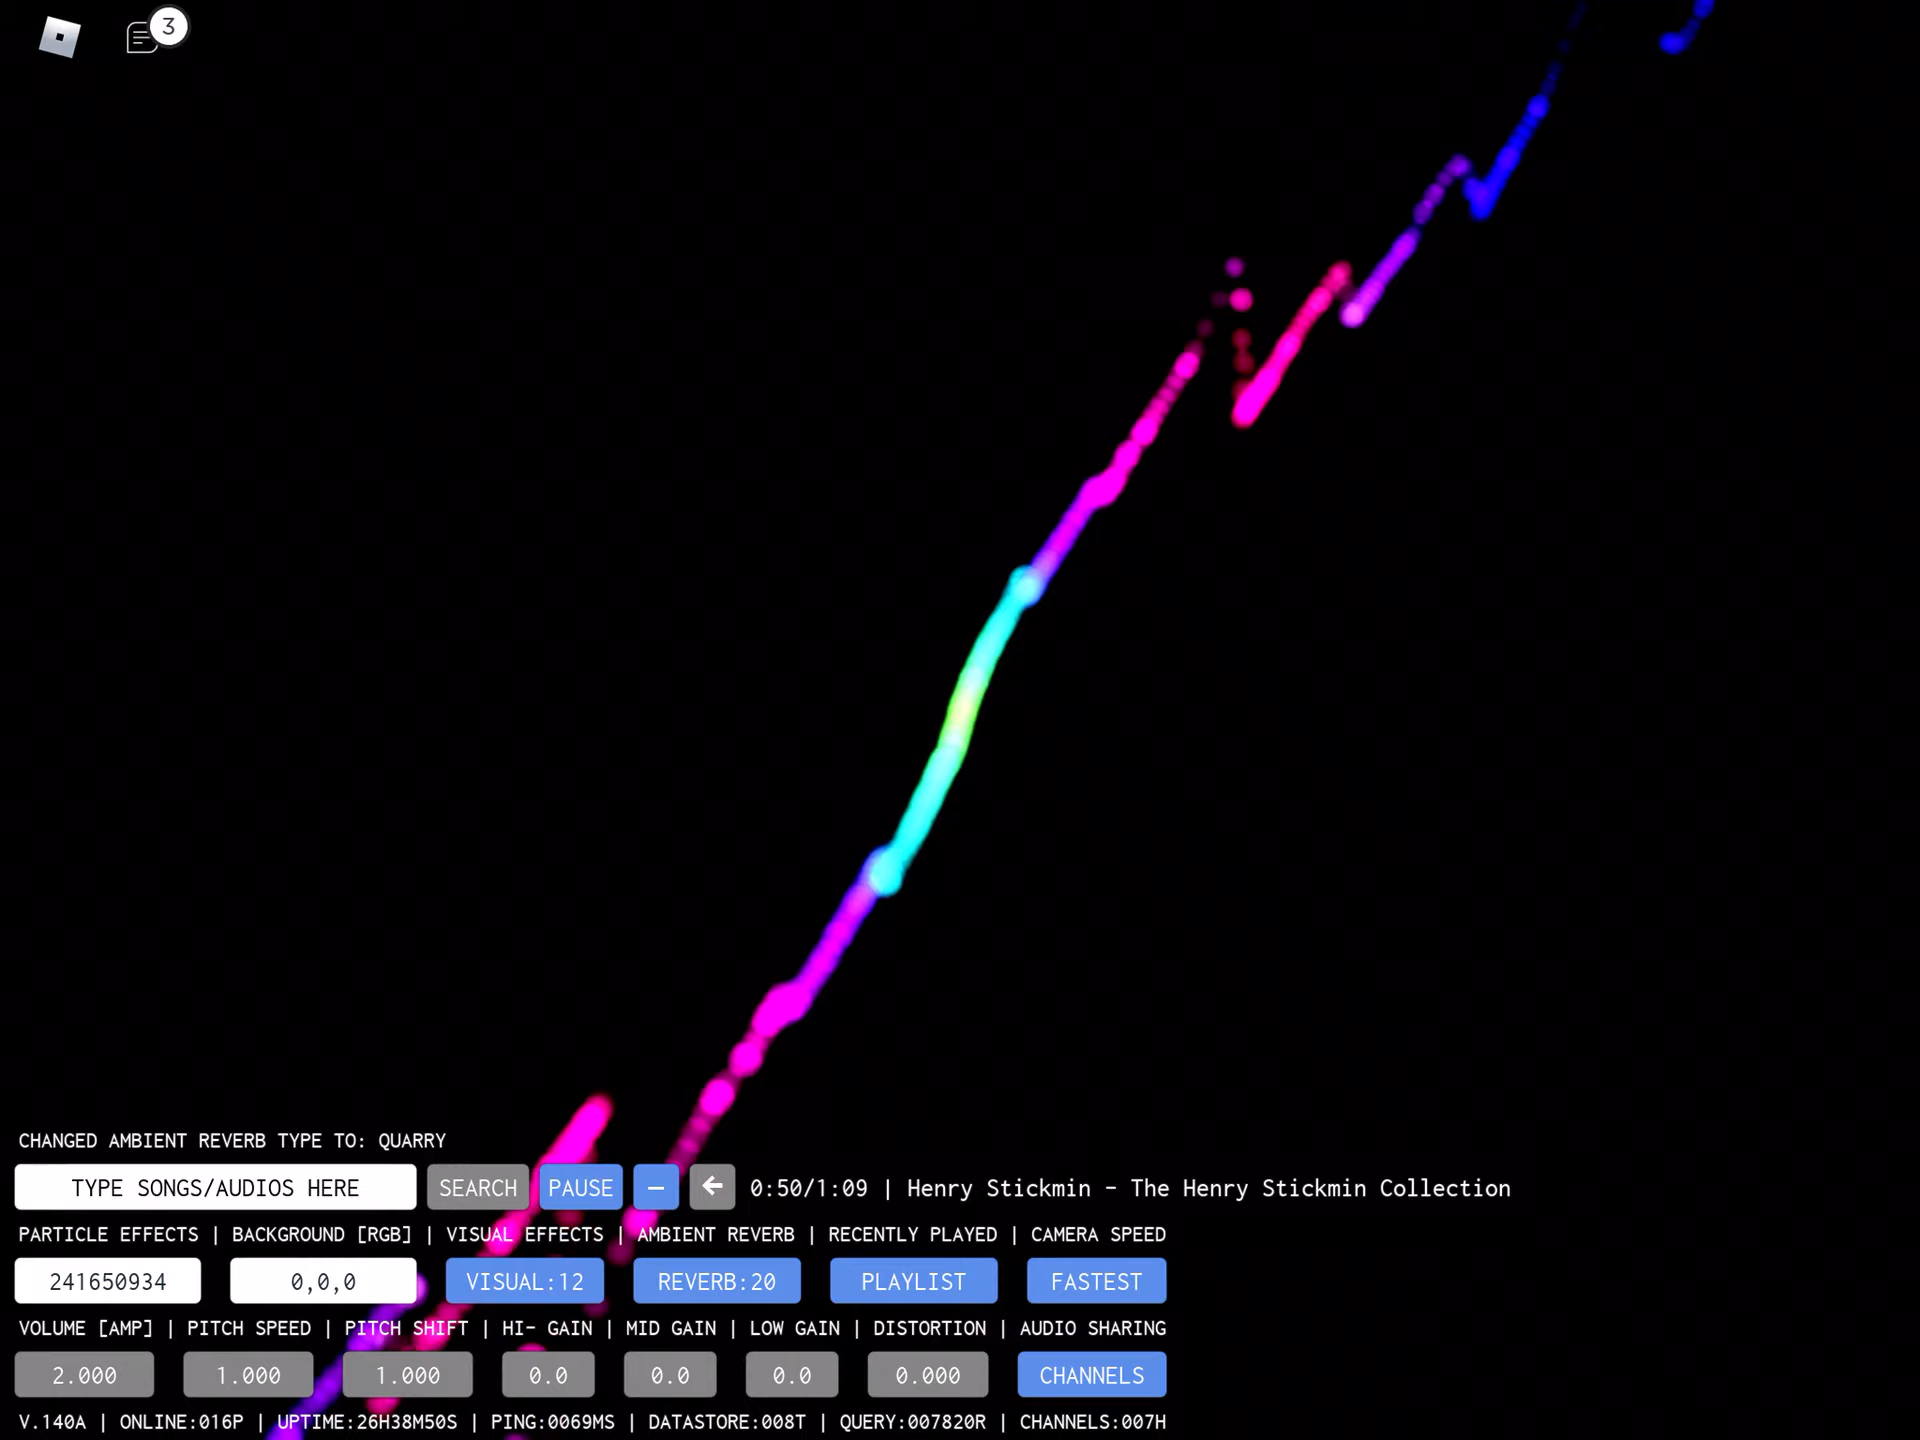 3
CHANGED AMBIENT REVERB TYPE TO: QUARRY
TYPE SONGS/AUDIOS HERE SEARCH PAUSE — ← 0:50/1:09 | Henry Stickmin - The Henry Stickmin Collection
PARTICLE EFFECTS | BACKGROUND [RGB] | VISUAL EFFECTS | AMBIENT REVERB | RECENTLY PLAYED | CAMERA SPEED
241650934 0,0,0 VISUAL:12 REVERB:20 PLAYLIST FASTEST
VOLUME [AMP] | PITCH SPEED | PITCH SHIFT | HI- GAIN | MID GAIN | LOW GAIN | DISTORTION | AUDIO SHARING
2.000 1.000 1.000 0.0 0.0 0.0 0.000 CHANNELS
V.140A | ONLINE:016P | UPTIME:26H38M50S | PING:0069MS | DATASTORE:008T | QUERY:007820R | CHANNELS:007H